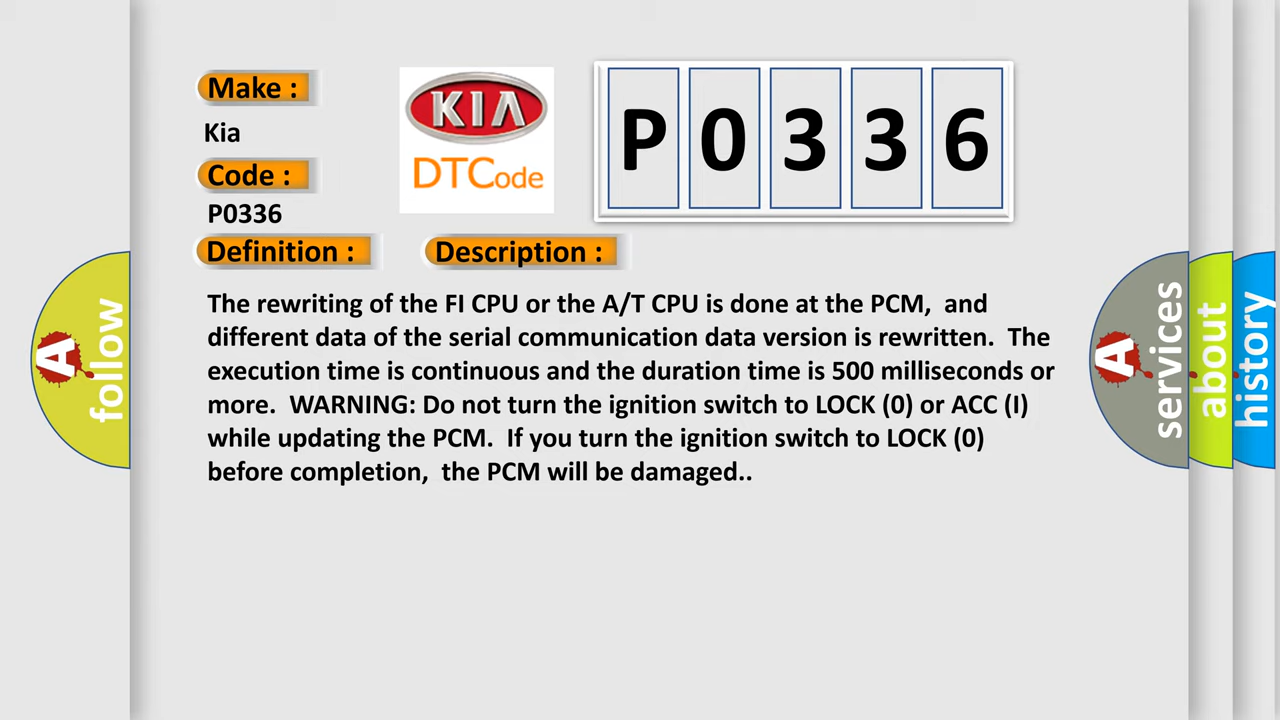 Make :
Kia
Code :
P0336
KIA
DTCode
P0336
Definition :
Description :
The rewriting of the FI CPU or the A/T CPU is done at the PCM, and
different data of the serial communication data version is rewritten The
execution time is continuous and the duration time is 500 milliseconds or
more WARNING: Do not turn the ignition switch to LOCK (0) or ACC (I)
while updating the PCM If you turn the ignition switch to LOCK (0)
before completion, the PCM will be damaged..
A follow
A services
about
history